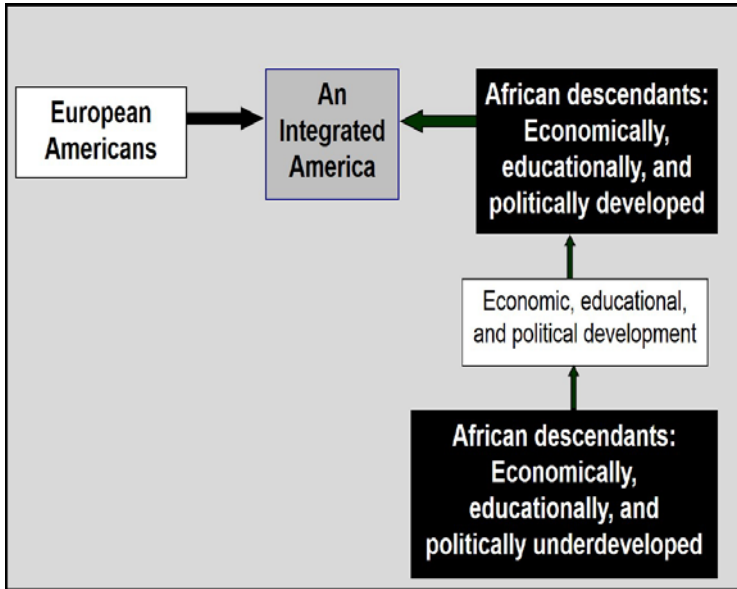 European
Americans
An
Integrated
America
African descendants:
Economically,
educationally, and
politically developed
Economic, educational,
and political development
African descendants:
Economically,
educationally, and
politically underdeveloped